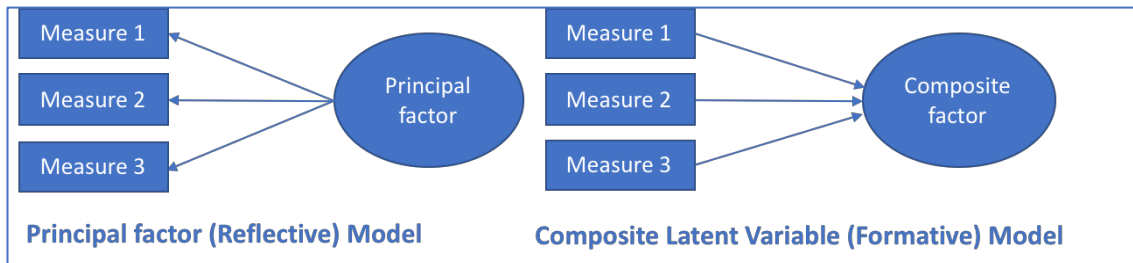 Measure 1
Measure 2
Measure 3
Principal
factor
Principal factor (Reflective) Model
Measure 1
Measure 2
Measure 3
Composite
factor
Composite Latent Variable (Formative) Model